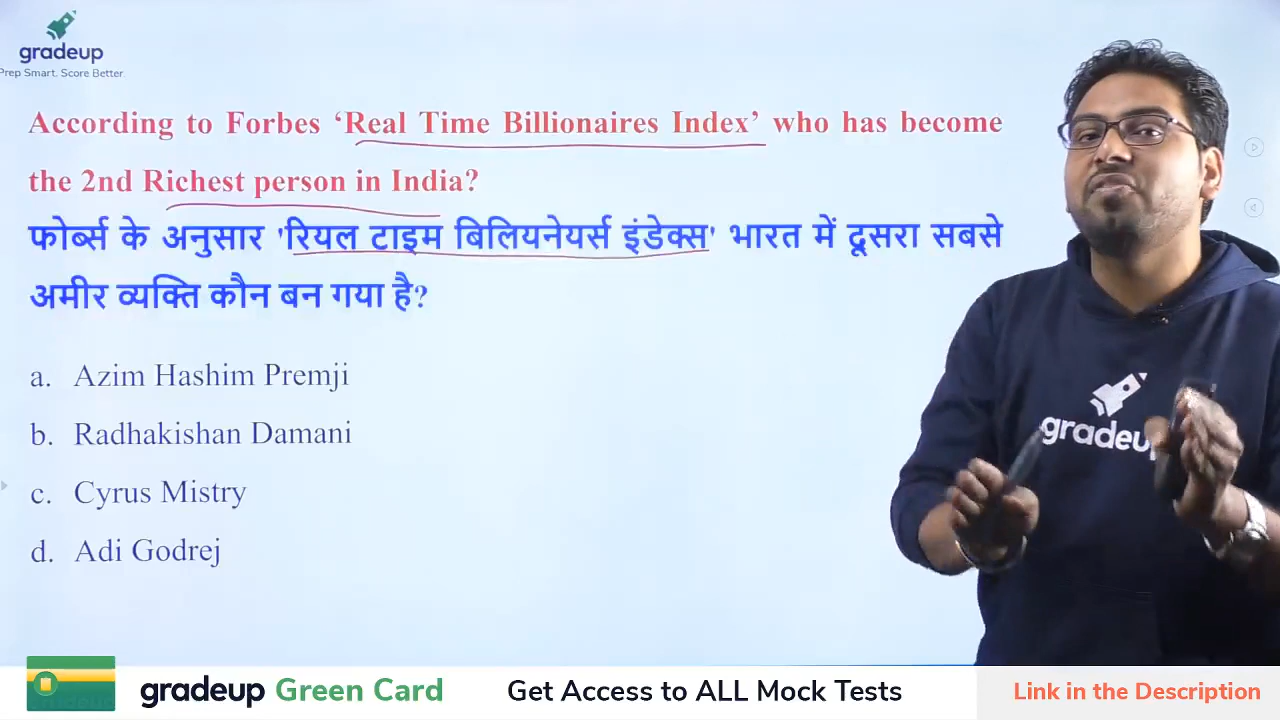 gradeup
Prep Smart. Score Better.
According to Forbes ‘Real Time Billionaires Index’ who has become
the 2nd Richest person in India?
फोर्ब्स के अनुसार 'रियल टाइम बिलियनेयर्स इंडेक्स' भारत में दूसरा सबसे
अमीर व्यक्ति कौन बन गया है?
a. Azim Hashim Premji
b. Radhakishan Damani
c. Cyrus Mistry
d. Adi Godrej
gradeup
gradeup Green Card Get Access to ALL Mock Tests Link in the Description